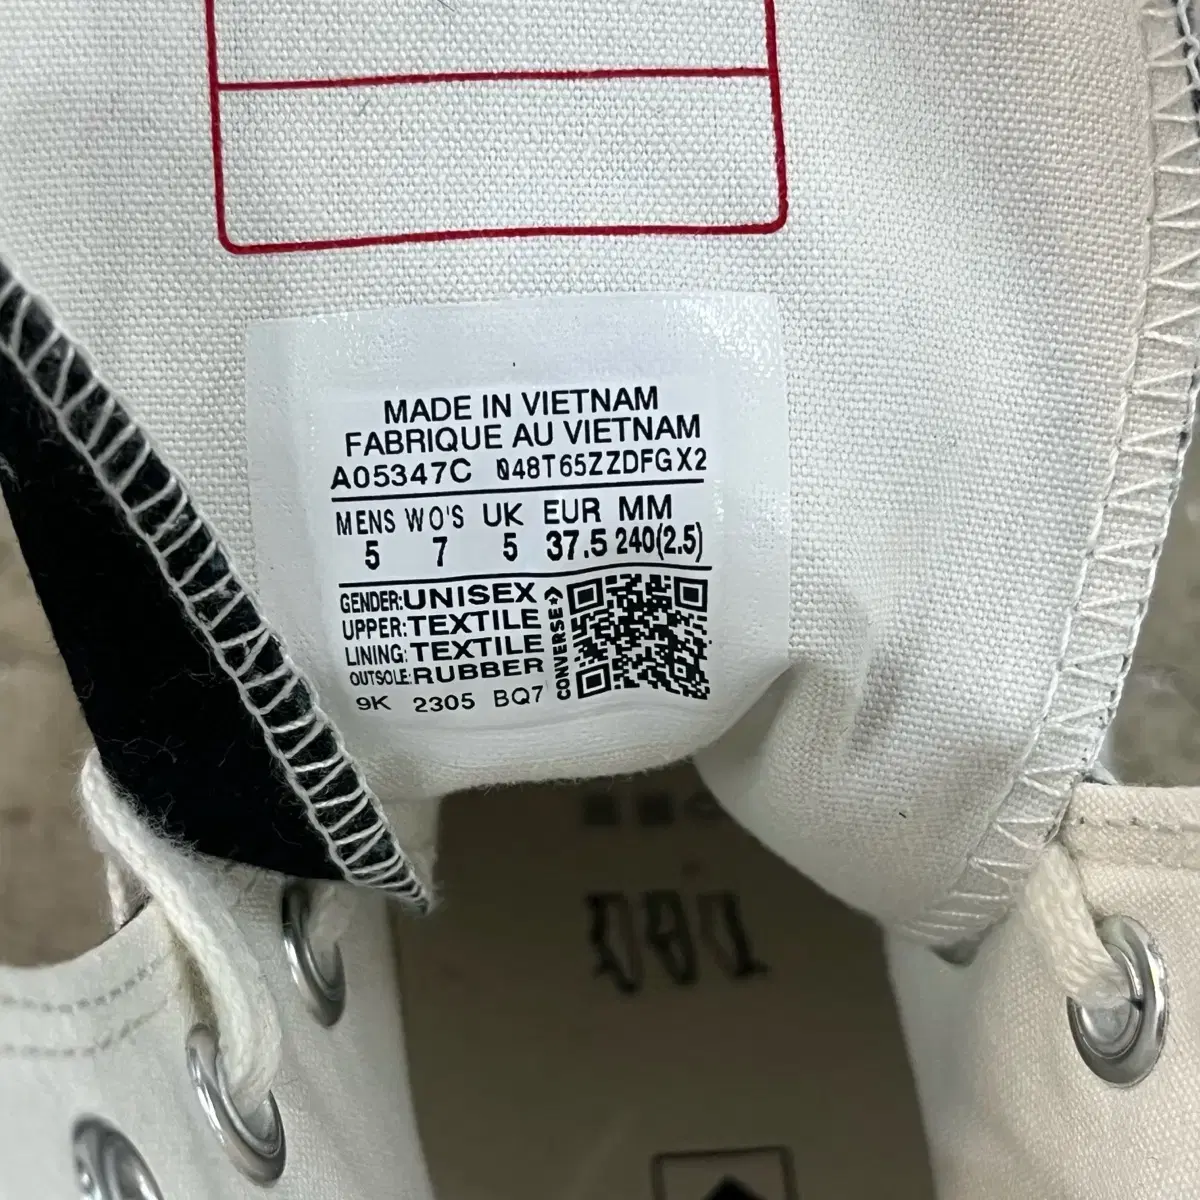 MADE IN VIETNAM
FABRIQUE AU VIETNAM
A05347C 048T65ZZDFGX2
MENS WO'S UK EUR MM
5 7 5 37.5 240(2.5)
GENDER:UNISEX
UPPER:TEXTILE
LINING:TEXTILE
OUTSOLE:RUBBER
9K 2305 BQ7
CONVERSE